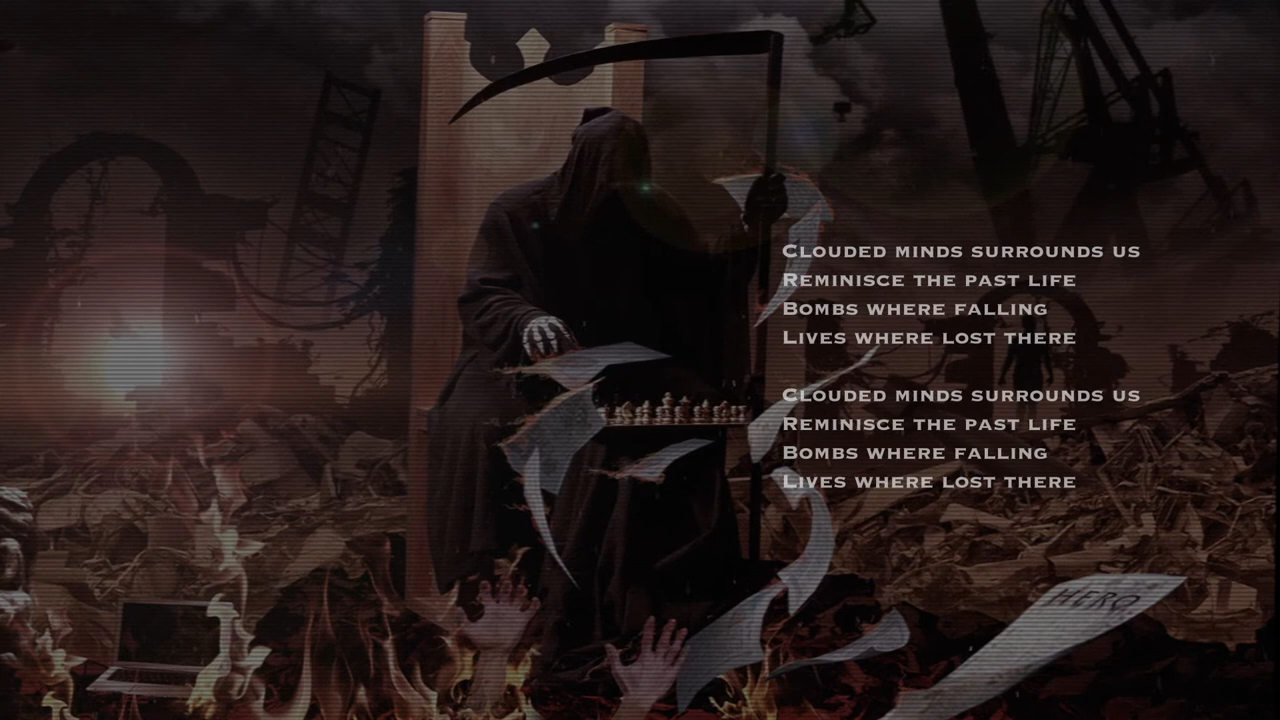 Clouded minds surrounds us
Reminisce the past life
Bombs where falling
Lives where lost there
Clouded minds surrounds us
Reminisce the past life
Bombs where falling
Lives where lost there
HERO